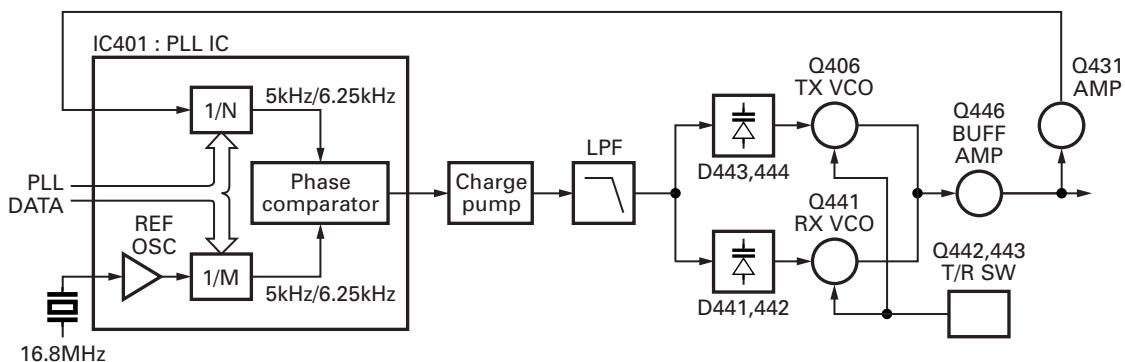 IC401 : PLL IC
1/N
5kHz/6.25kHz
PLL
DATA
REF
OSC
1/M
5kHz/6.25kHz
16.8MHz
Phase
comparator
Charge
pump
LPF
D443,444
D441,442
Q406
TX VCO
Q441
RX VCO
Q446
BUFF
AMP
Q431
AMP
Q442,443
T/R SW